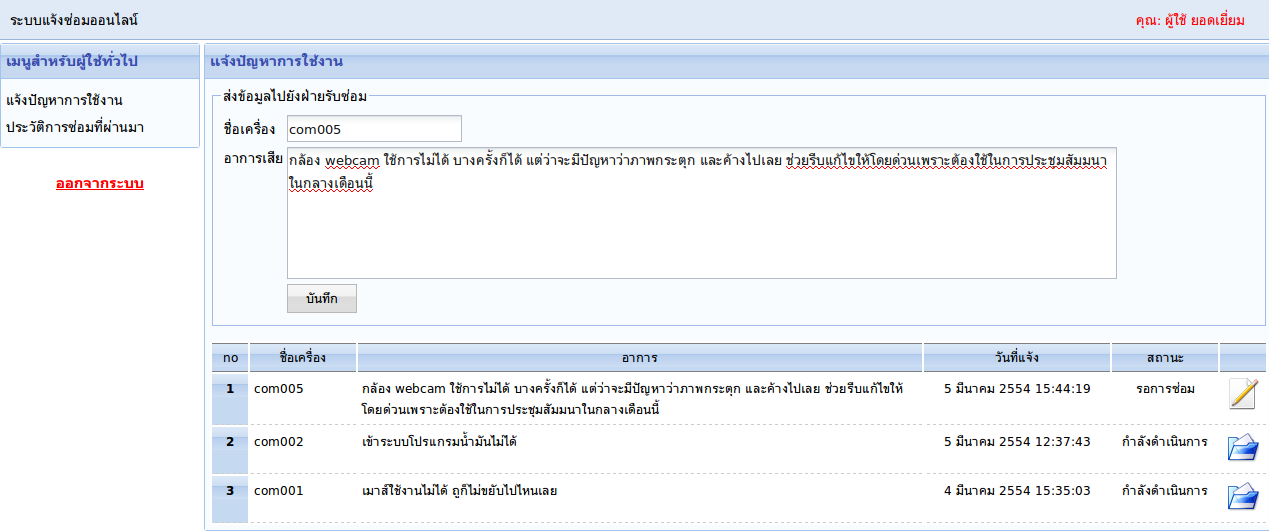 ระบบแจ้งซ่อมออนไลน์
คุณ: ผู้ใช้ ยอดเยี่ยม
เมนูสำหรับผู้ใช้ทั่วไป
แจ้งปัญหาการใช้งาน
ประวัติการซ่อมที่ผ่านมา
ออกจากระบบ
แจ้งปัญหาการใช้งาน
ส่งข้อมูลไปยังฝ่ายรับซ่อม
ชื่อเครื่อง com005
อาการเสีย กล้อง webcam ใช้การไม่ได้ บางครั้งก็ได้ แต่ว่าจะมีปัญหาว่าภาพกระตุก และค้างไปเลย ช่วยรีบแก้ไขให้โดยด่วนเพราะต้องใช้ในการประชุมสัมมนา
ในกลางเดือนนี้
บันทึก
no ชื่อเครื่อง อาการ วันที่แจ้ง สถานะ
1 com005 กล้อง webcam ใช้การไม่ได้ บางครั้งก็ได้ แต่ว่าจะมีปัญหาว่าภาพกระตุก และค้างไปเลย ช่วยรีบแก้ไขให้ 5 มีนาคม 2554 15:44:19 รอการซ่อม
โดยด่วนเพราะต้องใช้ในการประชุมสัมมนาในกลางเดือนนี้
2 com002 เข้าระบบโปรแกรมน้ำมันไม่ได้ 5 มีนาคม 2554 12:37:43 กำลังดำเนินการ
3 com001 เมาส์ใช้งานไม่ได้ ถูก็ไม่ขยับไปไหนเลย 4 มีนาคม 2554 15:35:03 กำลังดำเนินการ